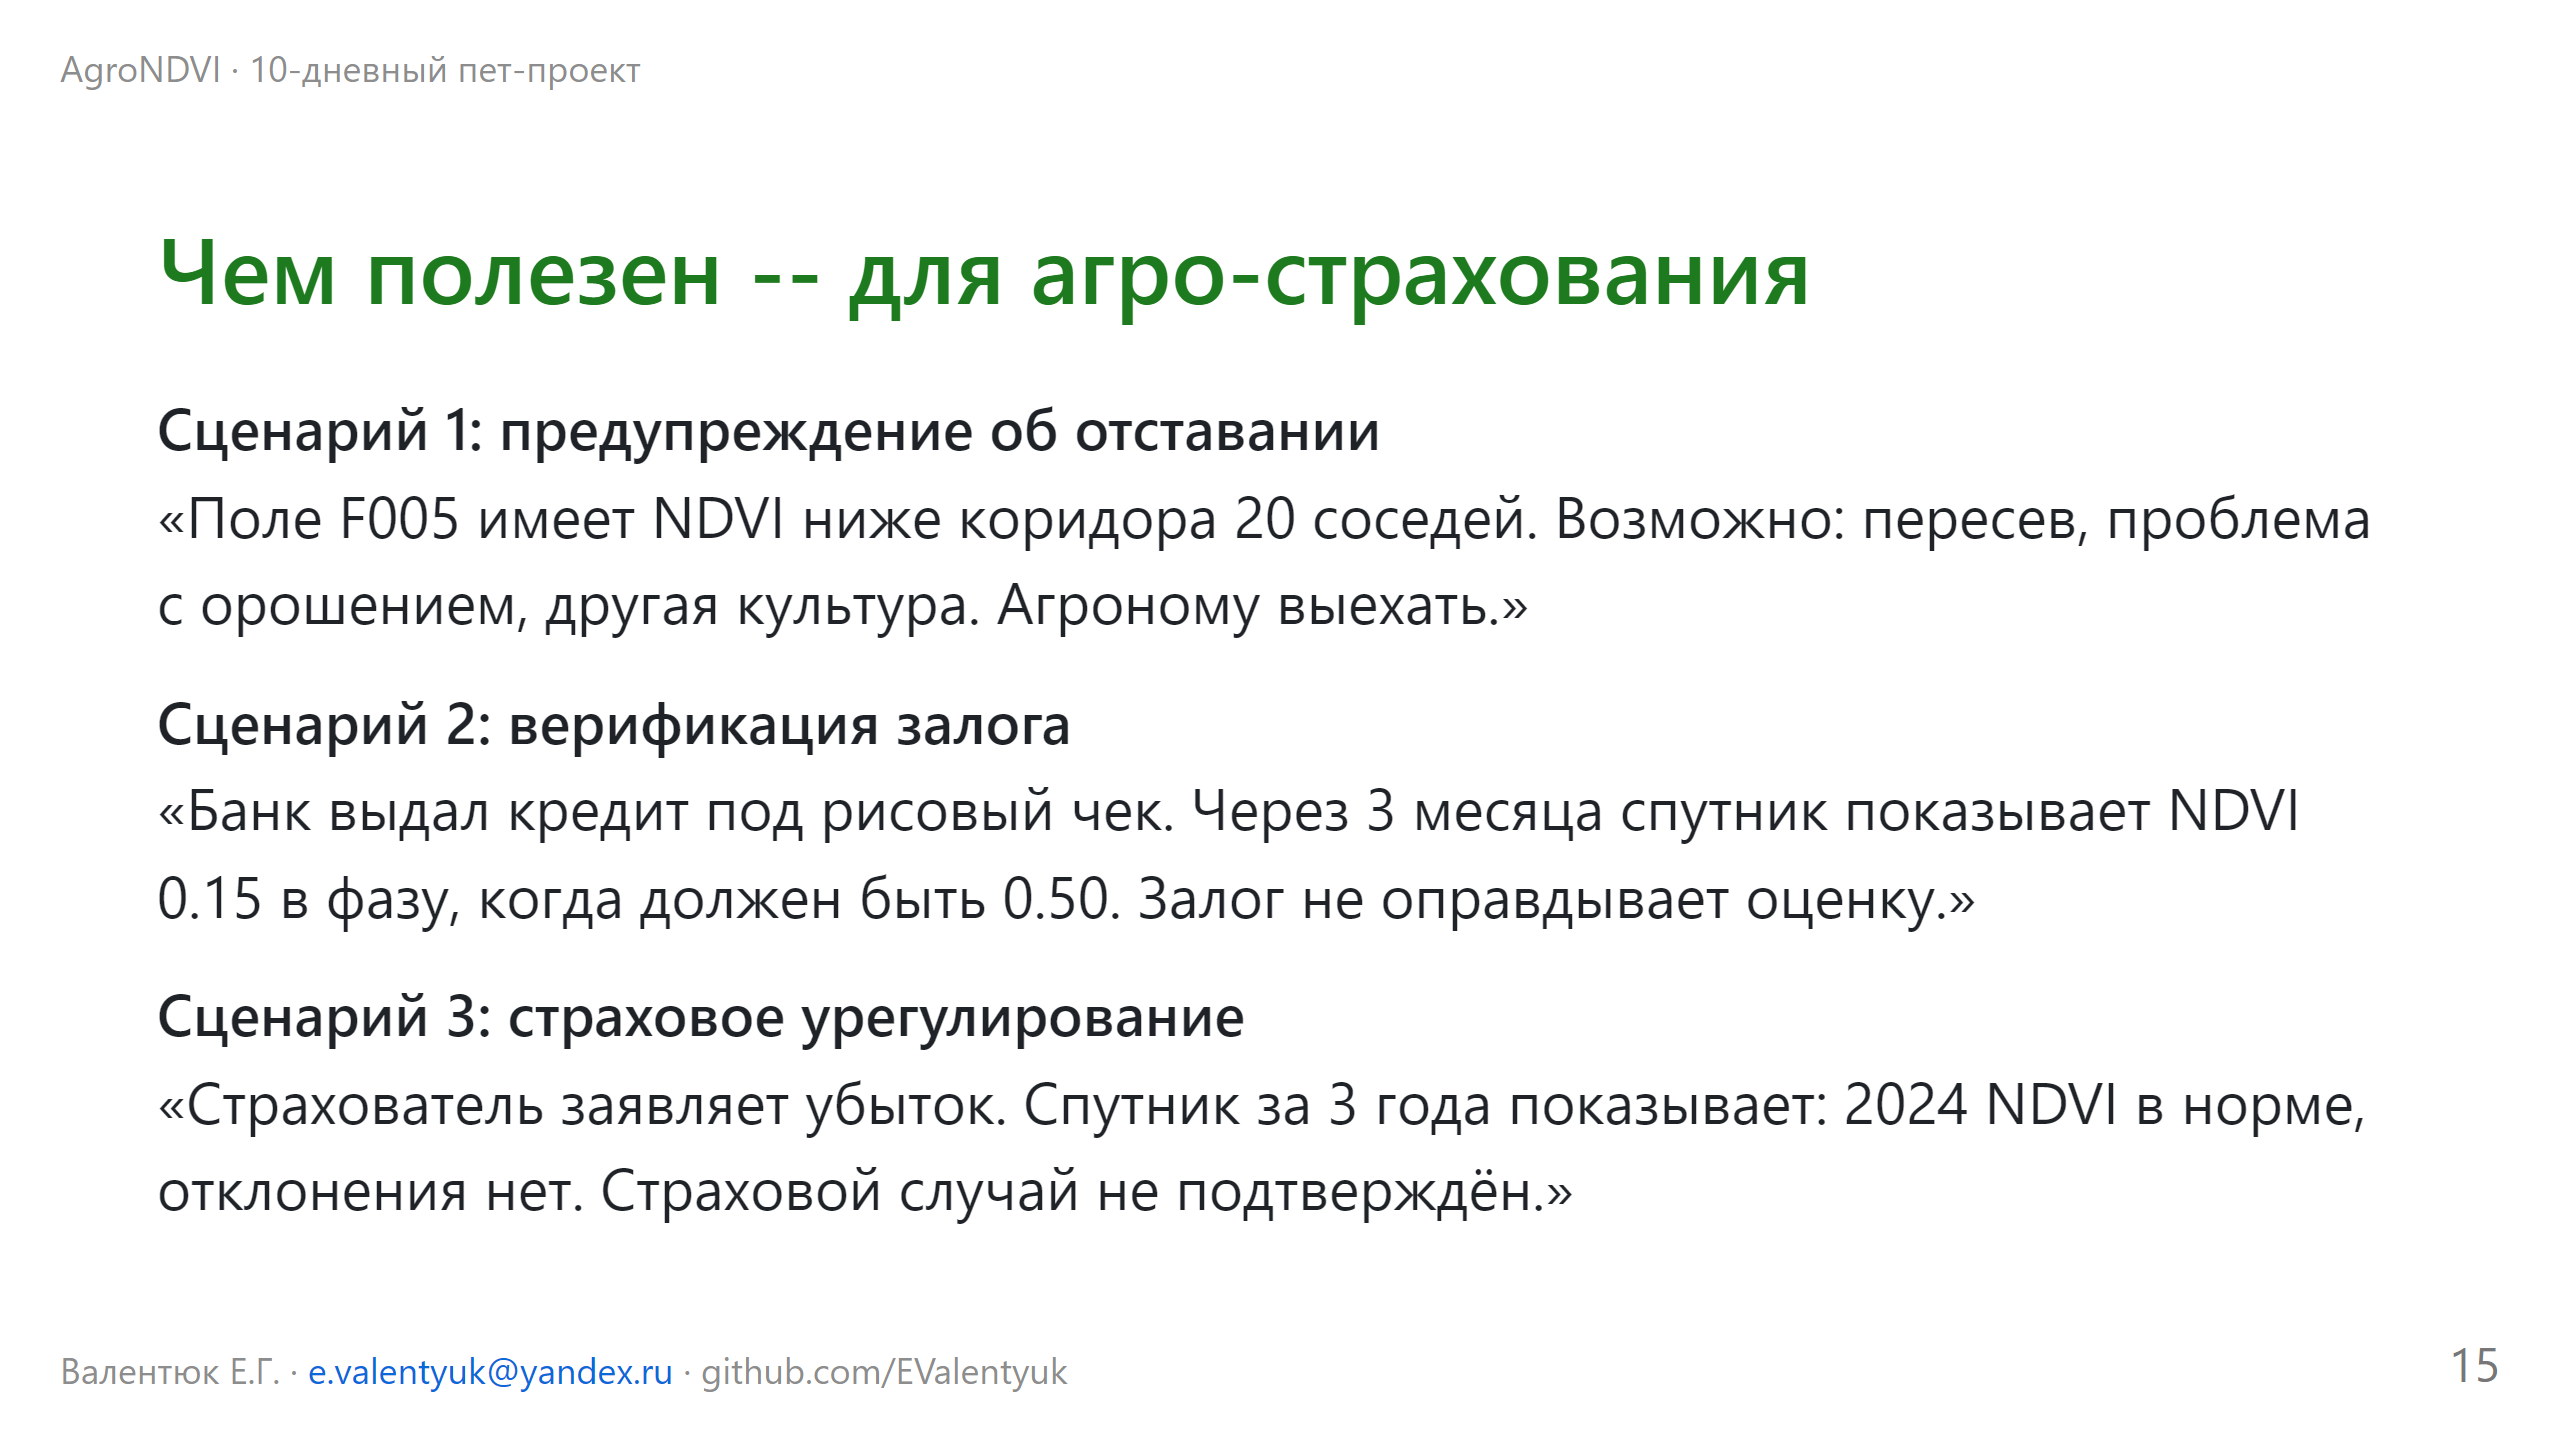 AgroNDVI · 10-дневный пет-проект
Чем полезен -- для агро-страхования
Сценарий 1: предупреждение об отставании
«Поле F005 имеет NDVI ниже коридора 20 соседей. Возможно: пересев, проблема
с орошением, другая культура. Агроному выехать.»
Сценарий 2: верификация залога
«Банк выдал кредит под рисовый чек. Через 3 месяца спутник показывает NDVI
0.15 в фазу, когда должен быть 0.50. Залог не оправдывает оценку.»
Сценарий 3: страховое урегулирование
«Страхователь заявляет убыток. Спутник за 3 года показывает: 2024 NDVI в норме,
отклонения нет. Страховой случай не подтверждён.»
Валентюк Е.Г. · e.valentyuk@yandex.ru · github.com/EValentyuk
15